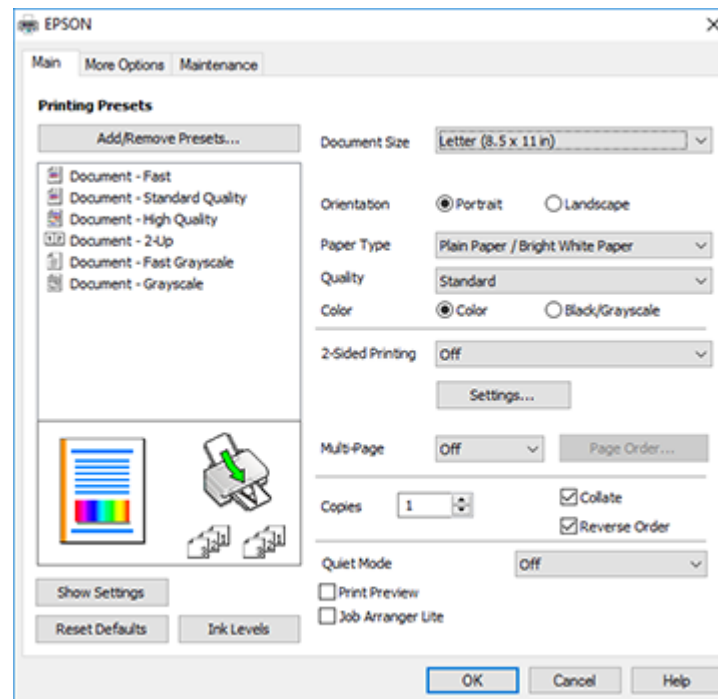 EPSON
Main More Options Maintenance
Printing Presets
Add/Remove Presets...
Document - Fast
Document - Standard Quality
Document - High Quality
Document - 2-Up
Document - Fast Grayscale
Document - Grayscale
Show Settings
Reset Defaults Ink Levels
Document Size Letter (8.5 x 11 in)
Orientation Portrait Landscape
Paper Type Plain Paper / Bright White Paper
Quality Standard
Color Color Black/Grayscale
2-Sided Printing Off
Settings...
Multi-Page Off Page Order...
Copies 1 Collate
Reverse Order
Quiet Mode Off
Print Preview
Job Arranger Lite
OK Cancel Help